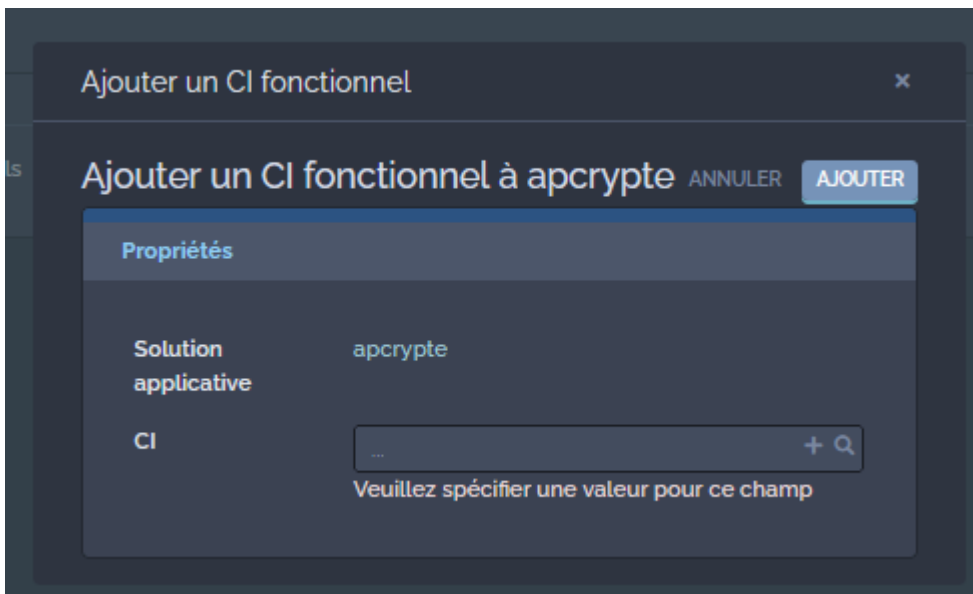 Ajouter un CI fonctionnel ×
ls
Ajouter un CI fonctionnel à apcrypte ANNULER AJOUTER
Propriétés
Solution applicative apcrypte
CI ... +
Veuillez spécifier une valeur pour ce champ